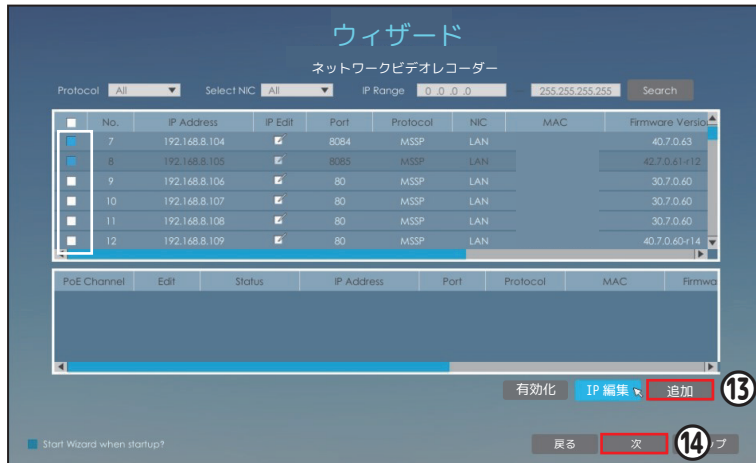 ウィザード
ネットワークビデオレコーダー
Protocol All Select NIC All IP Range 0 .0 .0 .0 - 255.255.255.255 Search
No. IP Address IP Edit Port Protocol NIC MAC Firmware Versio
7 192.168.8.104 8084 MSSP LAN 40.7.0.63
8 192.168.8.105 8085 MSSP LAN 42.7.0.61-r12
9 192.168.8.106 80 MSSP LAN 30.7.0.60
10 192.168.8.107 80 MSSP LAN 30.7.0.60
11 192.168.8.108 80 MSSP LAN 30.7.0.60
12 192.168.8.109 80 MSSP LAN 40.7.0.60-r14
PoE Channel Edit Status IP Address Port Protocol MAC Firmwa
有効化 IP 編集 追加 ⑬
Start Wizard when startup? 戻る 次 ⑭ ップ